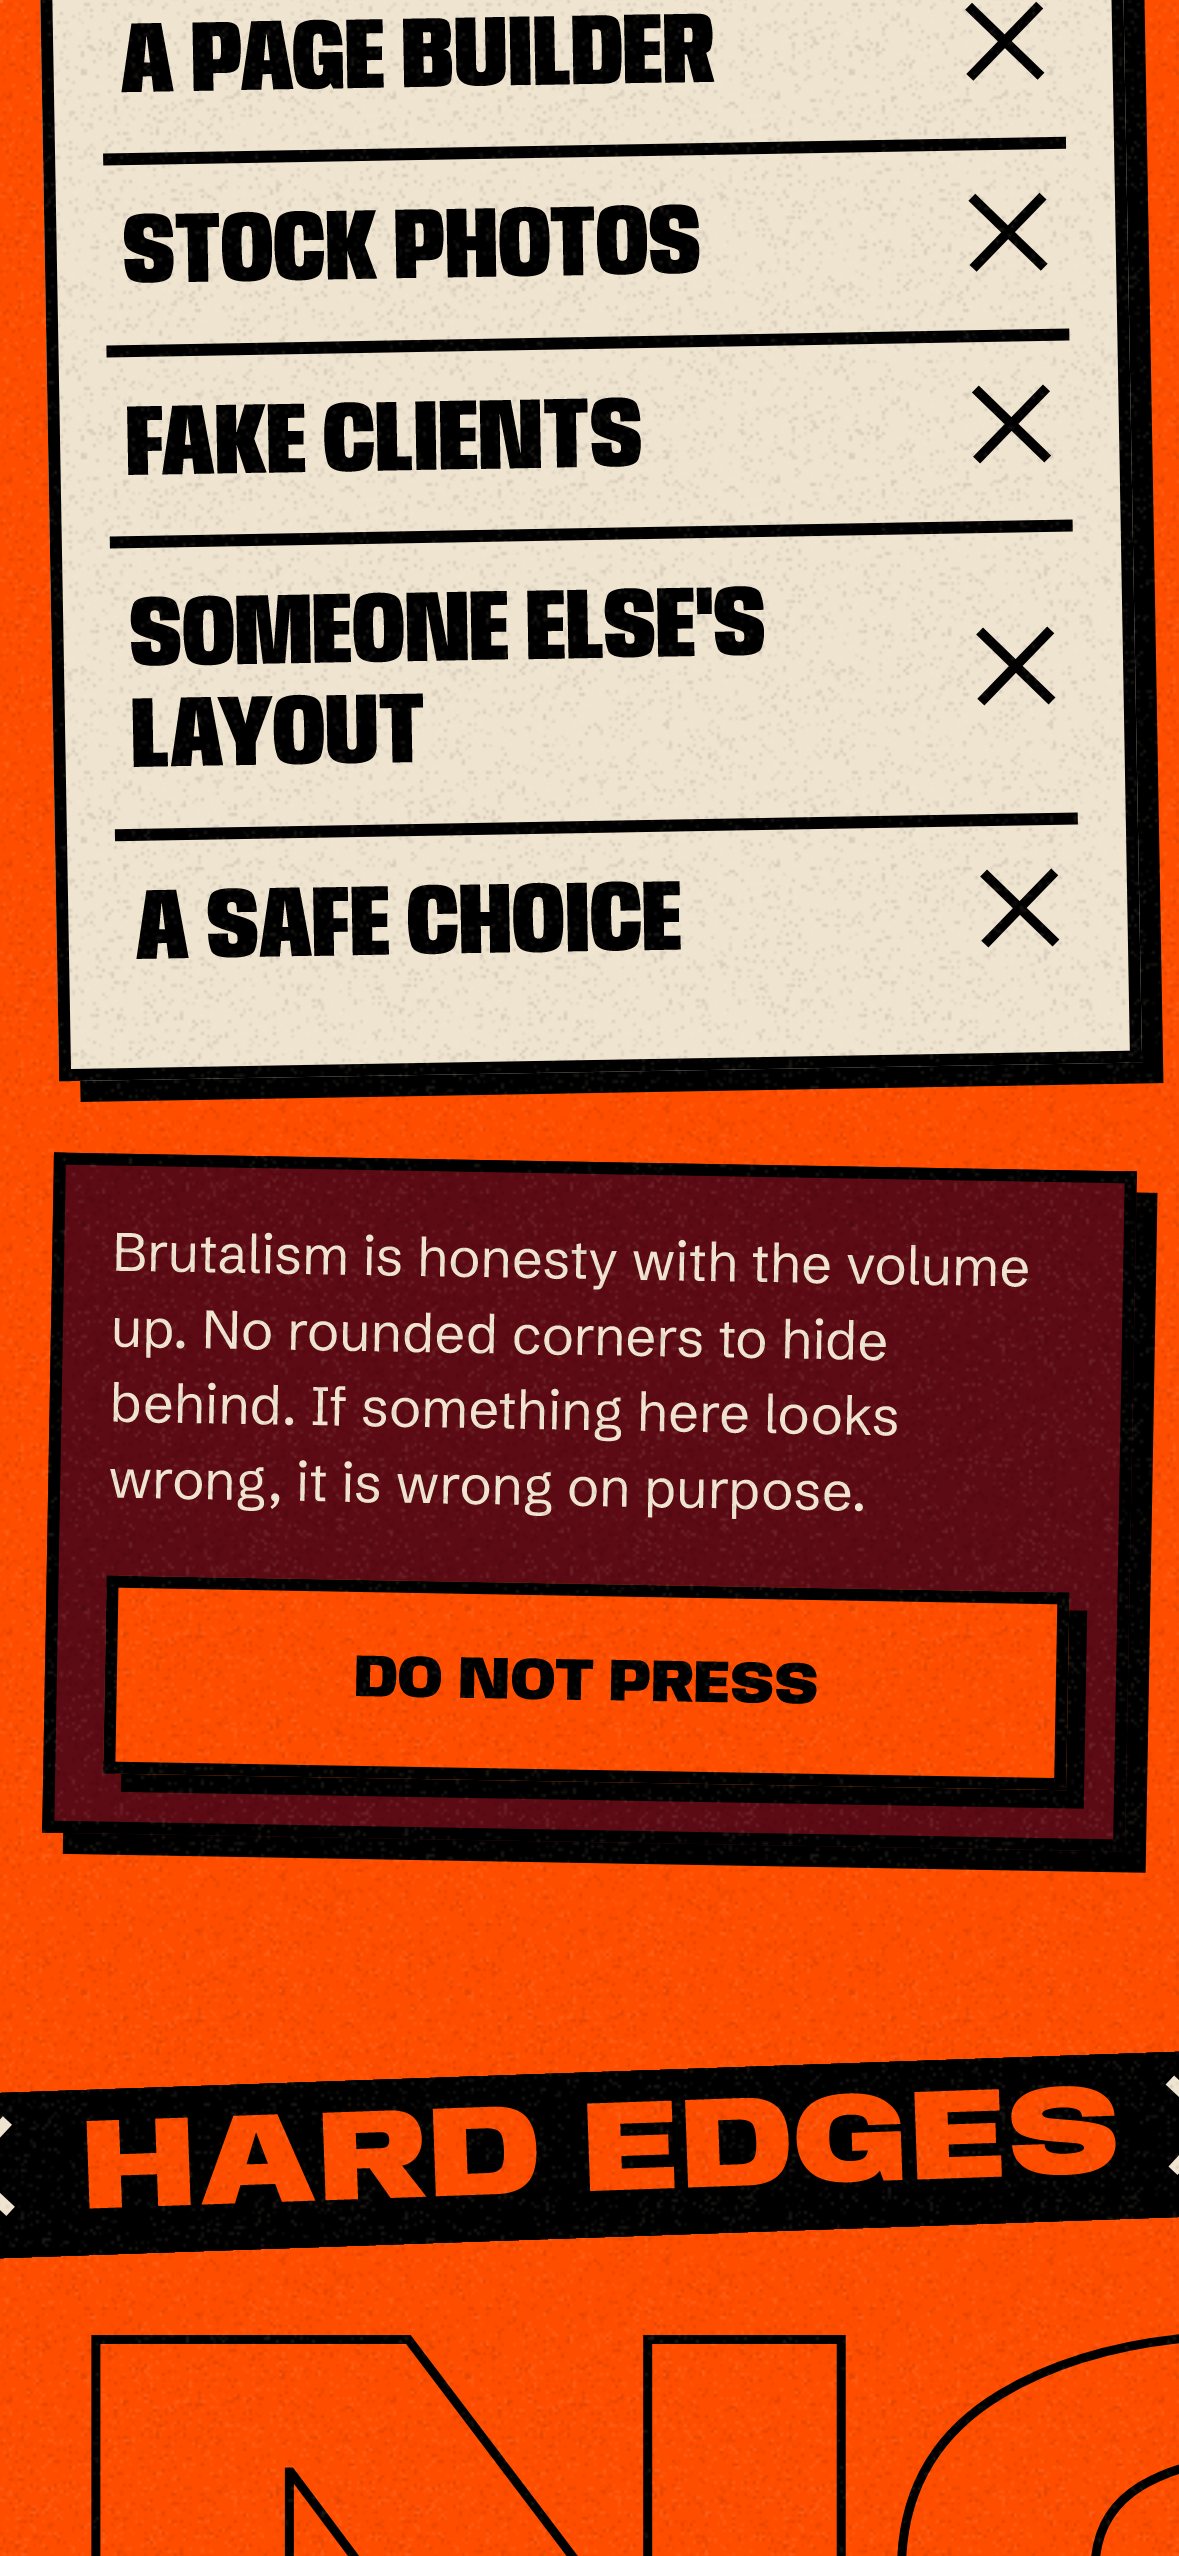 A PAGE BUILDER
STOCK PHOTOS
FAKE CLIENTS
SOMEONE ELSE'S
LAYOUT
A SAFE CHOICE
Brutalism is honesty with the volume
up. No rounded corners to hide
behind. If something here looks
wrong, it is wrong on purpose.
DO NOT PRESS
HARD EDGES